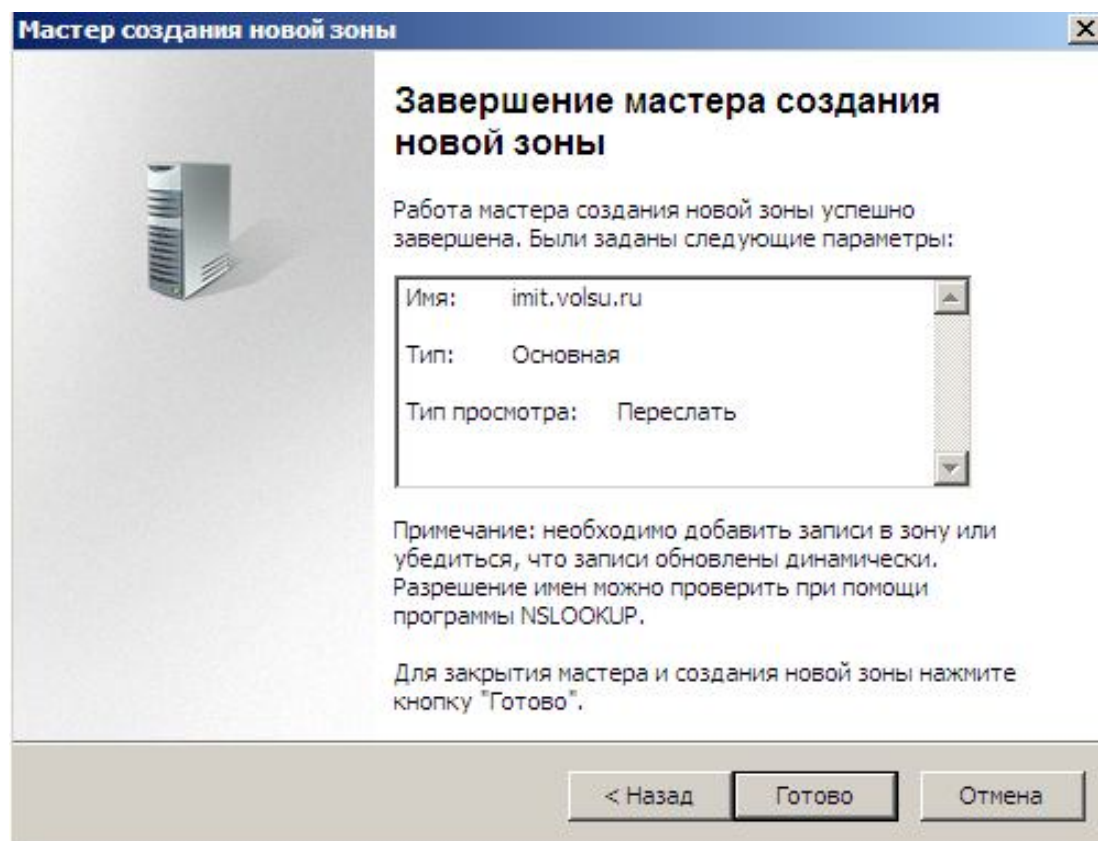 Мастер создания новой зоны
Завершение мастера создания
новой зоны
Работа мастера создания новой зоны успешно
завершена. Были заданы следующие параметры:
Имя: imit.volsu.ru
Тип: Основная
Тип просмотра: Переслать
Примечание: необходимо добавить записи в зону или
убедиться, что записи обновлены динамически.
Разрешение имен можно проверить при помощи
программы NSLOOKUP.
Для закрытия мастера и создания новой зоны нажмите
кнопку "Готово".
< Назад Готово Отмена